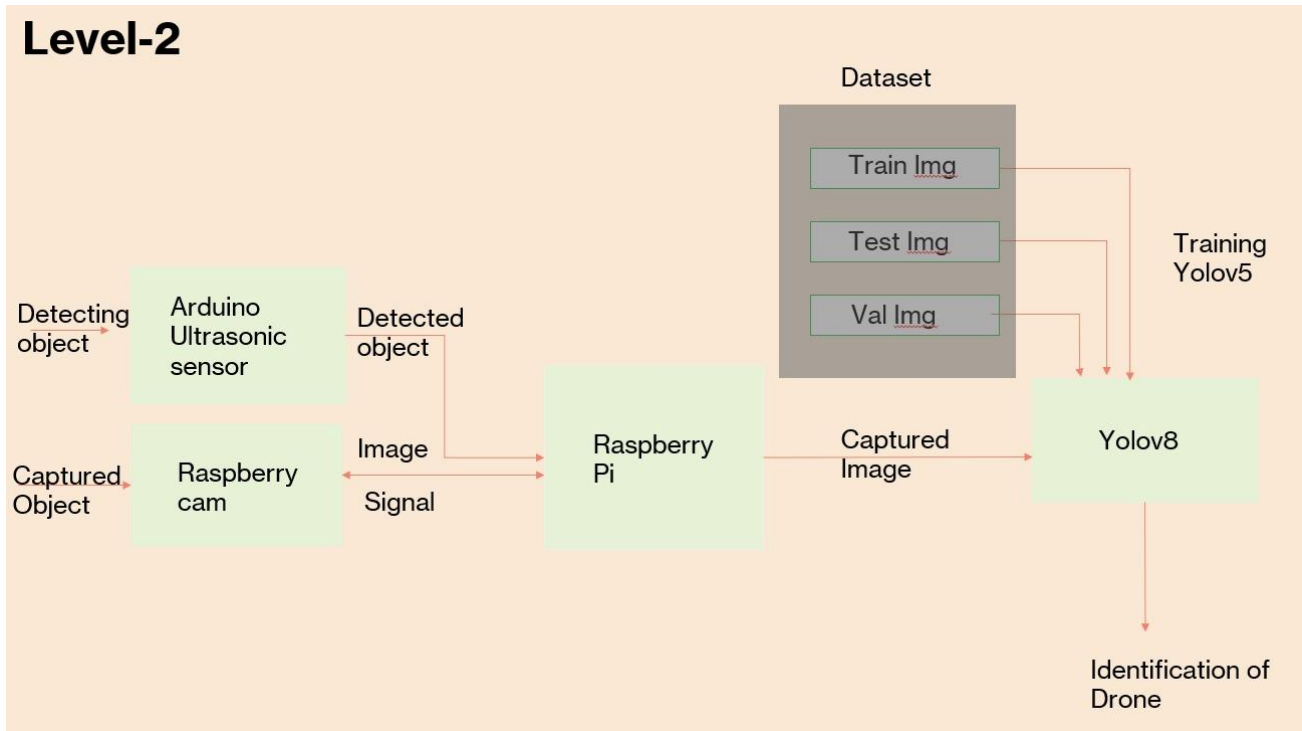 Level-2
Dataset
Train Img
Test Img
Val Img
Training
Yolov5
Detecting
object
Arduino
Ultrasonic
sensor
Detected
object
Captured
Object
Raspberry
cam
Image
Signal
Raspberry
Pi
Captured
Image
Yolov8
Identification of
Drone